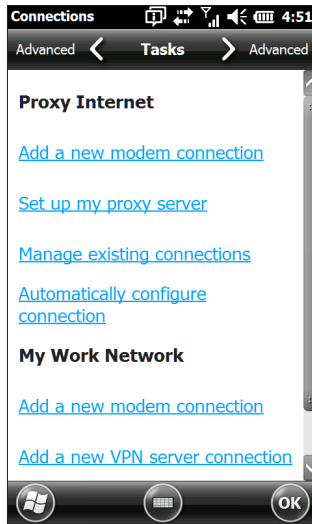 Connections 4:51
Advanced Tasks Advanced
Proxy Internet
Add a new modem connection
Set up my proxy server
Manage existing connections
Automatically configure
connection
My Work Network
Add a new modem connection
Add a new VPN server connection
OK